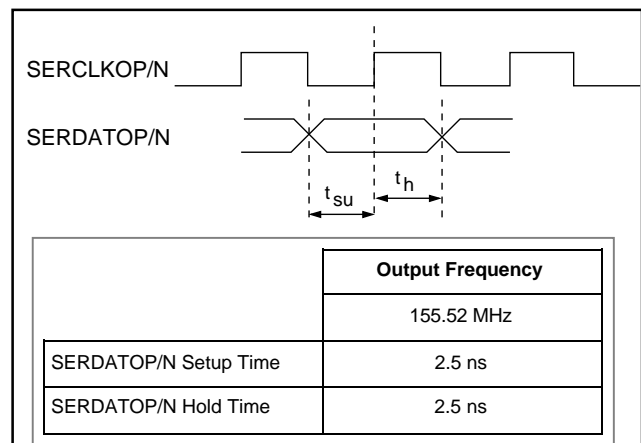 SERCLKOP/N
SERDATOP/N
t su
t h
Output Frequency
155.52 MHz
SERDATOP/N Setup Time 2.5 ns
SERDATOP/N Hold Time 2.5 ns